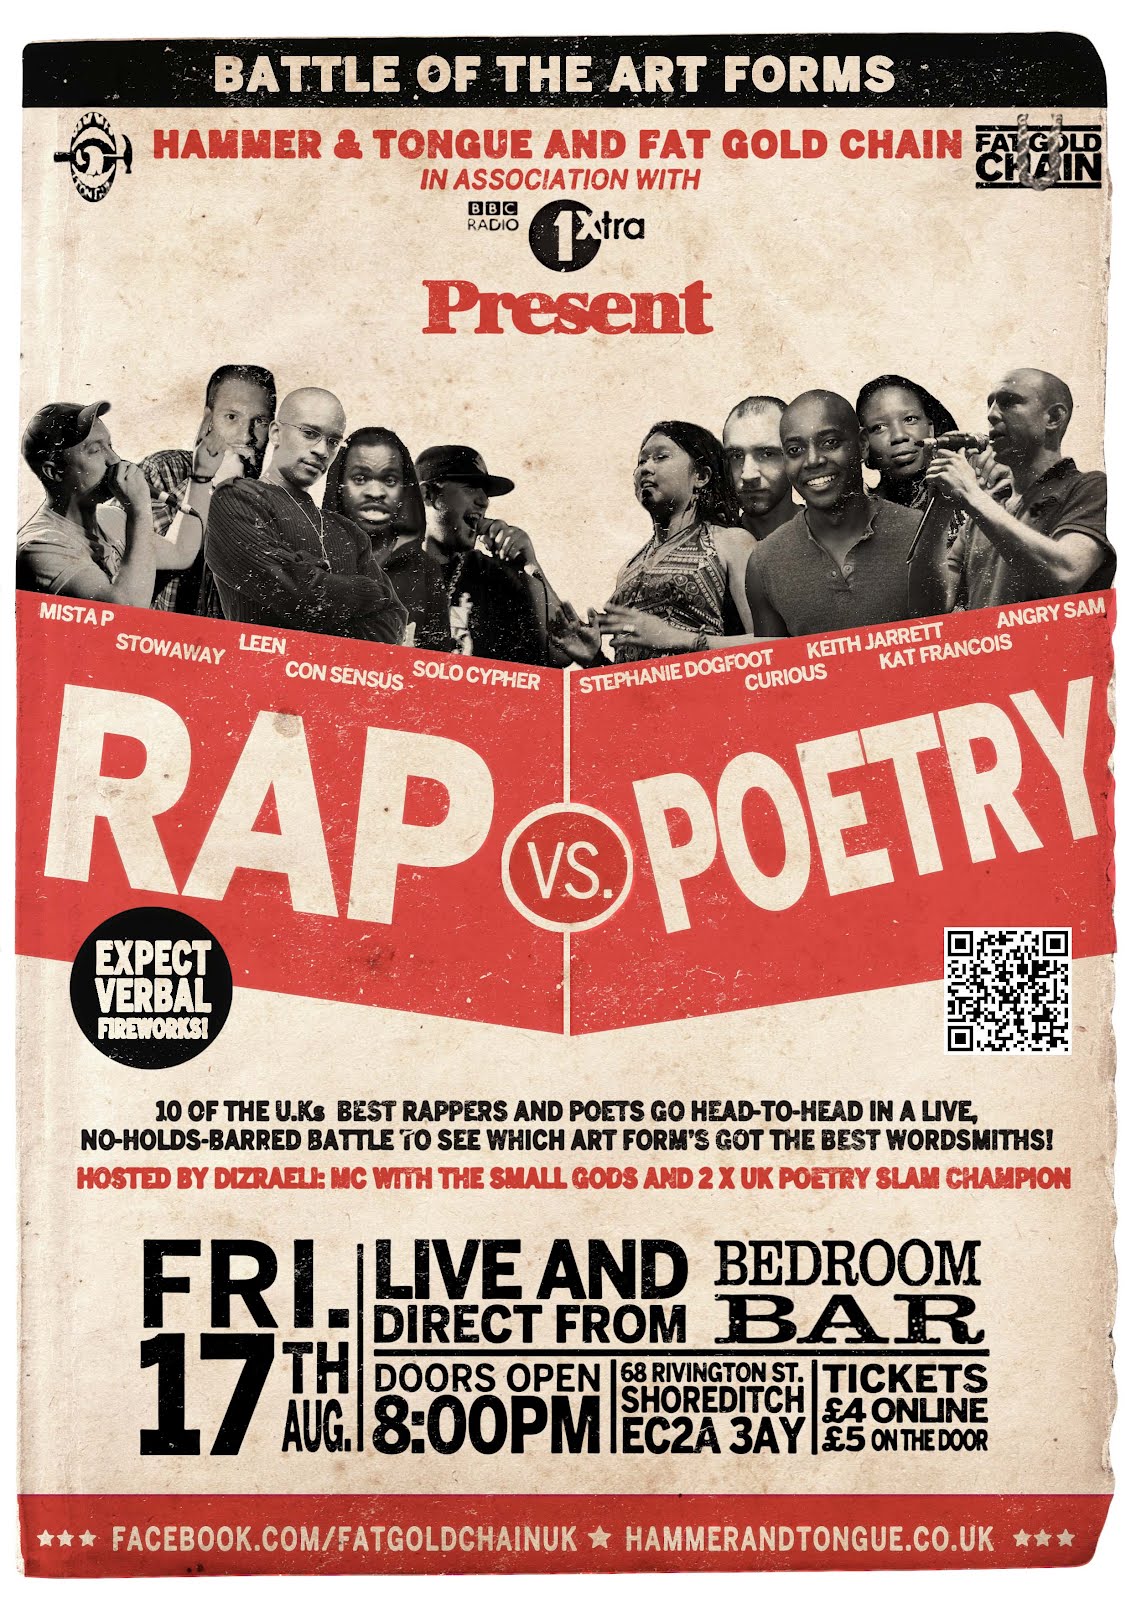 BATTLE OF THE ART FORMS
HAMMER & TONGUE AND FAT GOLD CHAIN
FAT GOLD
CHAIN
IN ASSOCIATION WITH
BBC
RADIO
1Xtra
Present
MISTA P
STOWAWAY
LEEN
CON SENSUS
SOLO CYPHER
STEPHANIE DOGFOOT
CURIOUS
KEITH JARRETT
KAT FRANCOIS
ANGRY SAM
RAP
VS.
POETRY
EXPECT
VERBAL
FIREWORKS!
10 OF THE U.Ks BEST RAPPERS AND POETS GO HEAD-TO-HEAD IN A LIVE,
NO-HOLDS-BARRED BATTLE TO SEE WHICH ART FORM'S GOT THE BEST WORDSMITHS!
HOSTED BY DIZRAELI: MC WITH THE SMALL GODS AND 2 X UK POETRY SLAM CHAMPION
FRI.
17TH
AUG.
LIVE AND
DIRECT FROM
BEDROOM
BAR
DOORS OPEN
8:00PM
68 RIVINGTON ST.
SHOREDITCH
EC2A 3AY
TICKETS
£4 ONLINE
£5 ON THE DOOR
FACEBOOK.COM/FATGOLDCHAINUK ★ HAMMERANDTONGUE.CO.UK